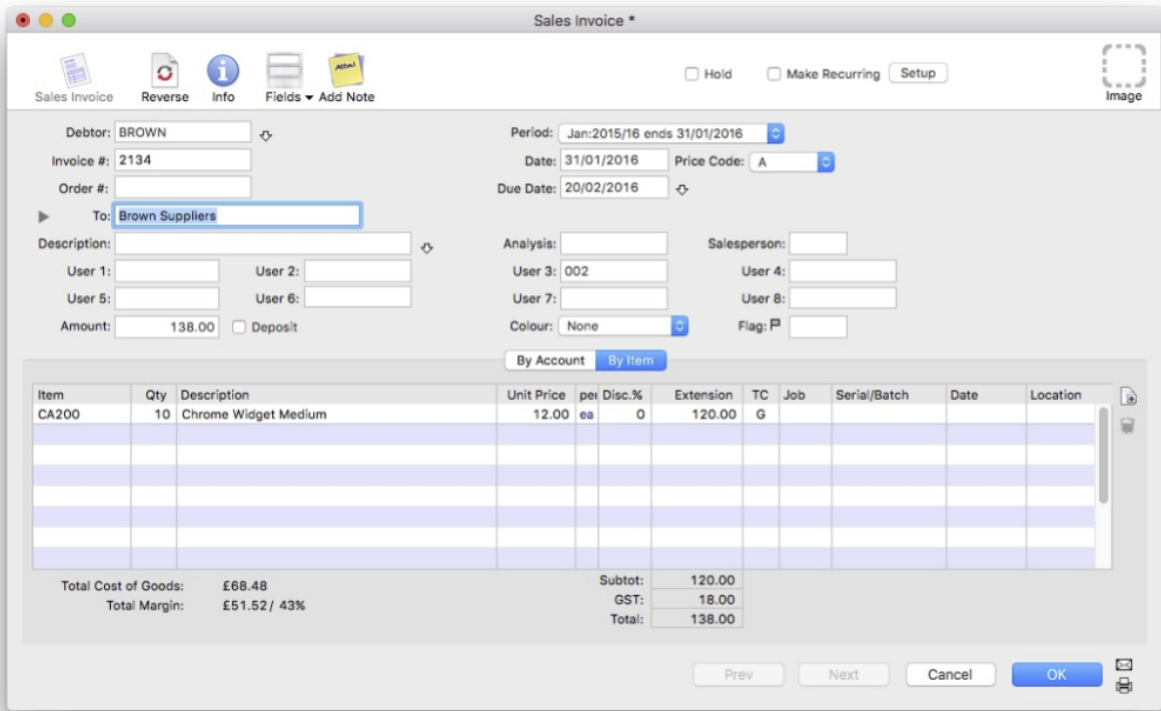 Sales Invoice *
Sales Invoice Reverse Info Fields Add Note Hold Make Recurring Setup Image
Debtor: BROWN Period: Jan:2015/16 ends 31/01/2016
Invoice #: 2134 Date: 31/01/2016 Price Code: A
Order #: Due Date: 20/02/2016
To: Brown Suppliers
Description: Analysis: Salesperson:
User 1: User 2: User 3: 002 User 4:
User 5: User 6: User 7: User 8:
Amount: 138.00 Deposit Colour: None Flag:
By Account By Item
Item Qty Description Unit Price per Disc.% Extension TC Job Serial/Batch Date Location
CA200 10 Chrome Widget Medium 12.00 ea 0 120.00 G
Total Cost of Goods: £68.48 Subtot: 120.00
Total Margin: £51.52/ 43% GST: 18.00
Total: 138.00
Prev Next Cancel OK